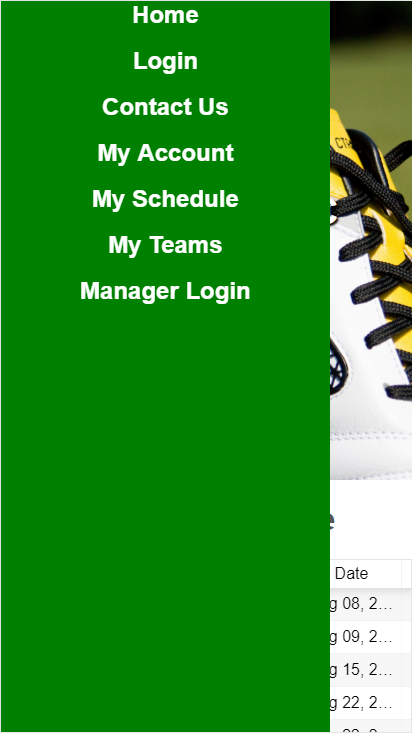 Home
Login
Contact Us
My Account
My Schedule
My Teams
Manager Login
Date
08, 2...
09, 2...
15, 2...
22, 2...